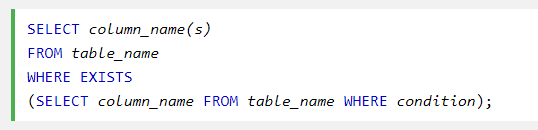 SELECT column_name(s)
FROM table_name
WHERE EXISTS
(SELECT column_name FROM table_name WHERE condition);